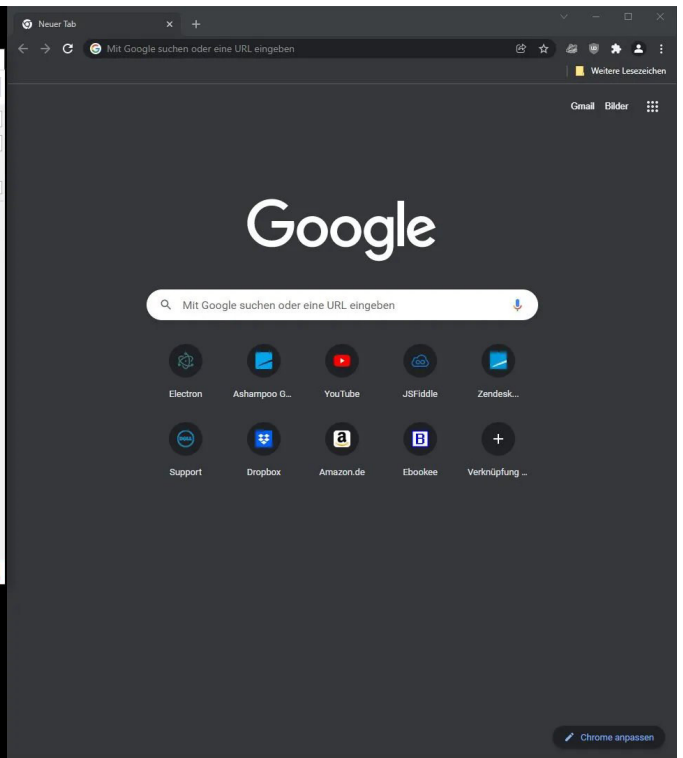 Neuer Tab
Mit Google suchen oder eine URL eingeben
Weitere Lesezeichen
Gmail Bilder
Google
Mit Google suchen oder eine URL eingeben
Electron Ashampoo G... YouTube JSFiddle Zendesk...
DELL a B
Support Dropbox Amazon.de Ebookee Verknüpfung ...
Chrome anpassen